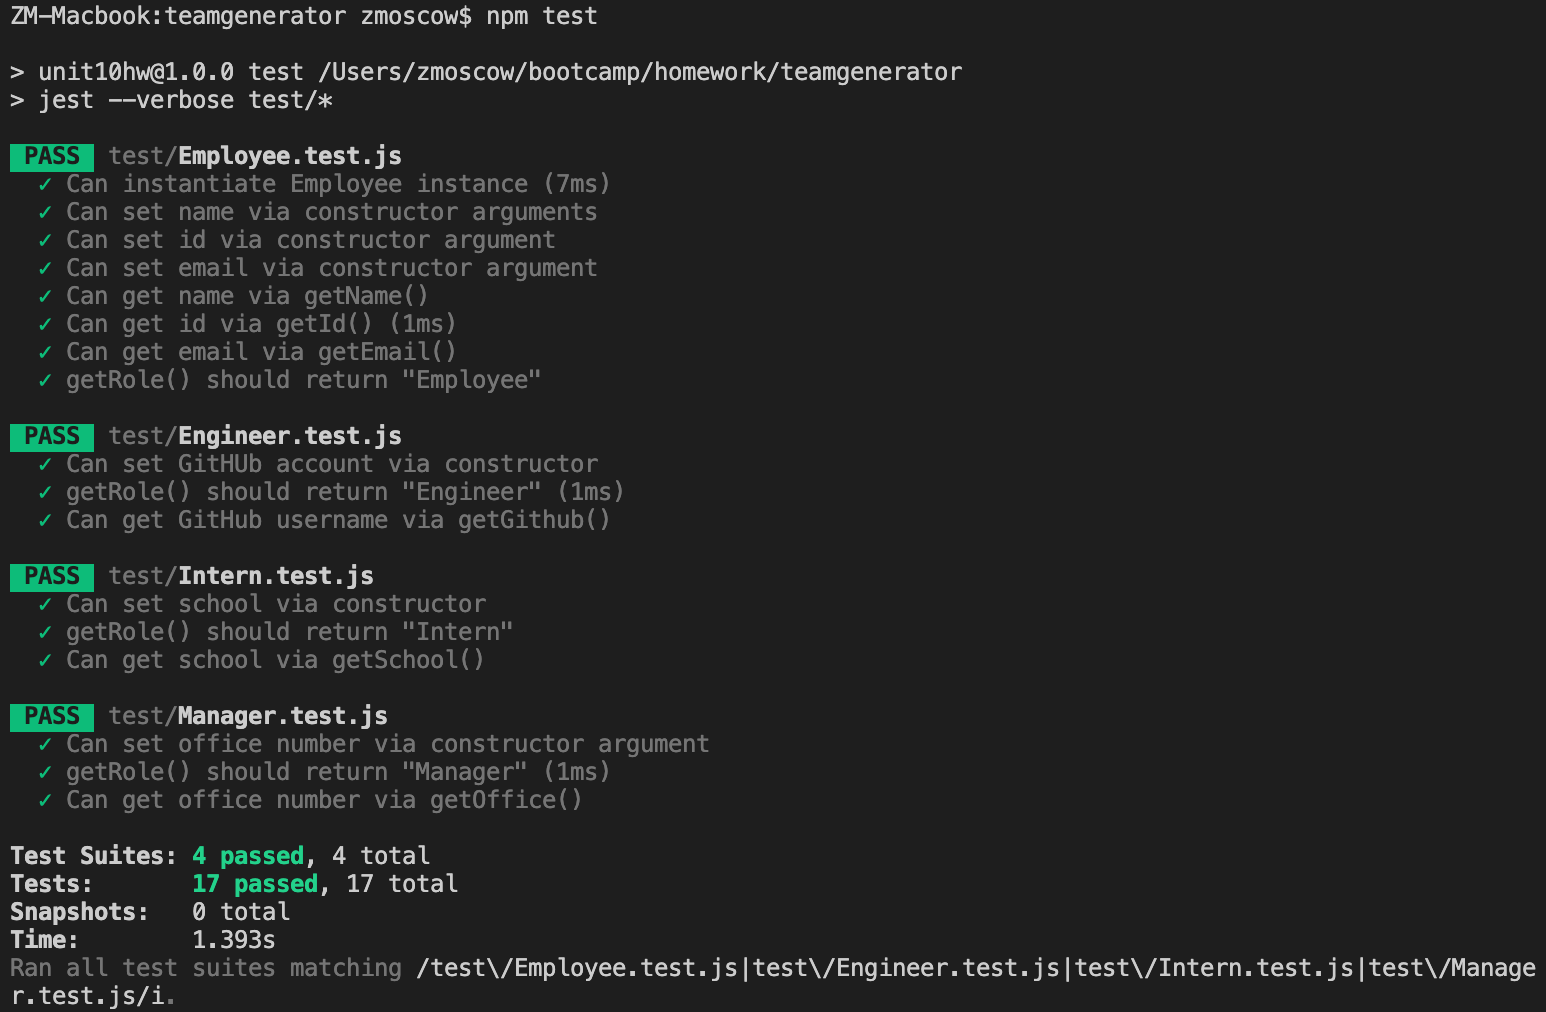 ZM-Macbook:teamgenerator zmoscow$ npm test
> unit10hw@1.0.0 test /Users/zmoscow/bootcamp/homework/teamgenerator
> jest --verbose test/*
PASS test/Employee.test.js
✓ Can instantiate Employee instance (7ms)
✓ Can set name via constructor arguments
✓ Can set id via constructor argument
✓ Can set email via constructor argument
✓ Can get name via getName()
✓ Can get id via getId() (1ms)
✓ Can get email via getEmail()
✓ getRole() should return "Employee"
PASS test/Engineer.test.js
✓ Can set GitHUb account via constructor
✓ getRole() should return "Engineer" (1ms)
✓ Can get GitHub username via getGithub()
PASS test/Intern.test.js
✓ Can set school via constructor
✓ getRole() should return "Intern"
✓ Can get school via getSchool()
PASS test/Manager.test.js
✓ Can set office number via constructor argument
✓ getRole() should return "Manager" (1ms)
✓ Can get office number via getOffice()
Test Suites: 4 passed, 4 total
Tests: 17 passed, 17 total
Snapshots: 0 total
Time: 1.393s
Ran all test suites matching /test\/Employee.test.js|test\/Engineer.test.js|test\/Intern.test.js|test\/Manage
r.test.js/i.